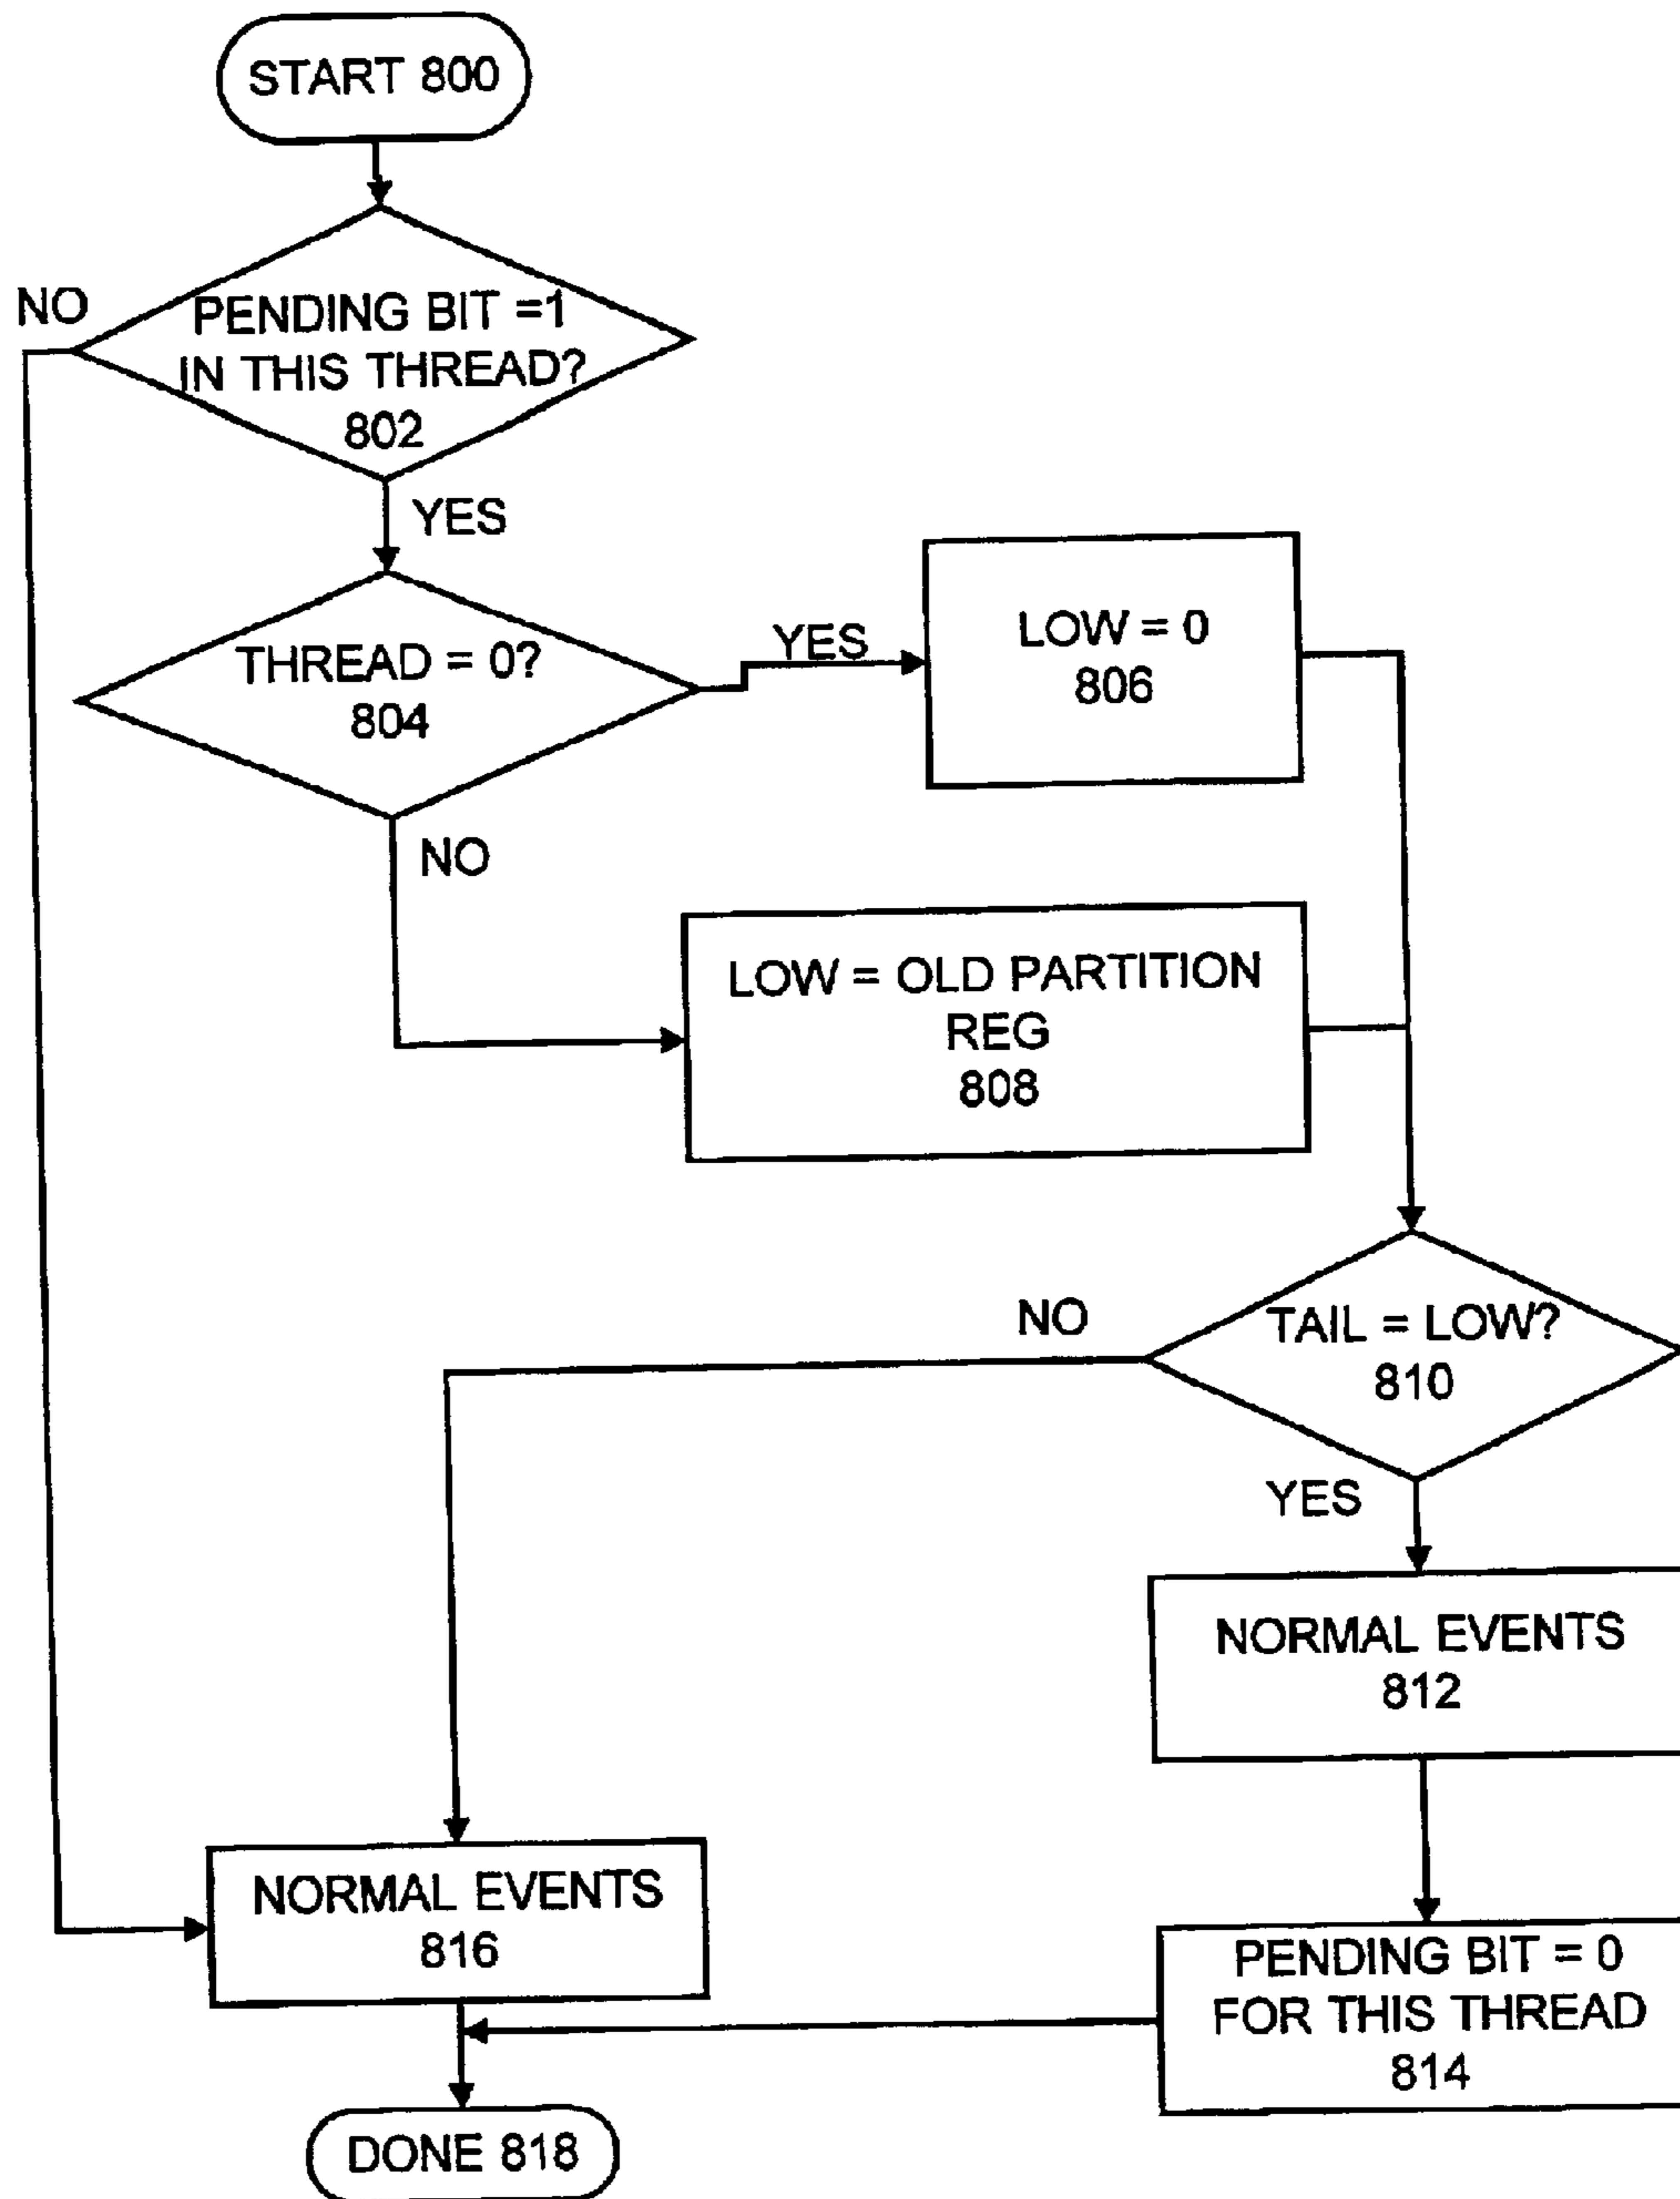 START 800
NO
PENDING BIT =1
IN THIS THREAD?
802
YES
THREAD = 0?
804
YES
LOW = 0
806
NO
LOW = OLD PARTITION
REG
808
NO
TAIL = LOW?
810
YES
NORMAL EVENTS
812
NORMAL EVENTS
816
PENDING BIT = 0
FOR THIS THREAD
814
DONE 818